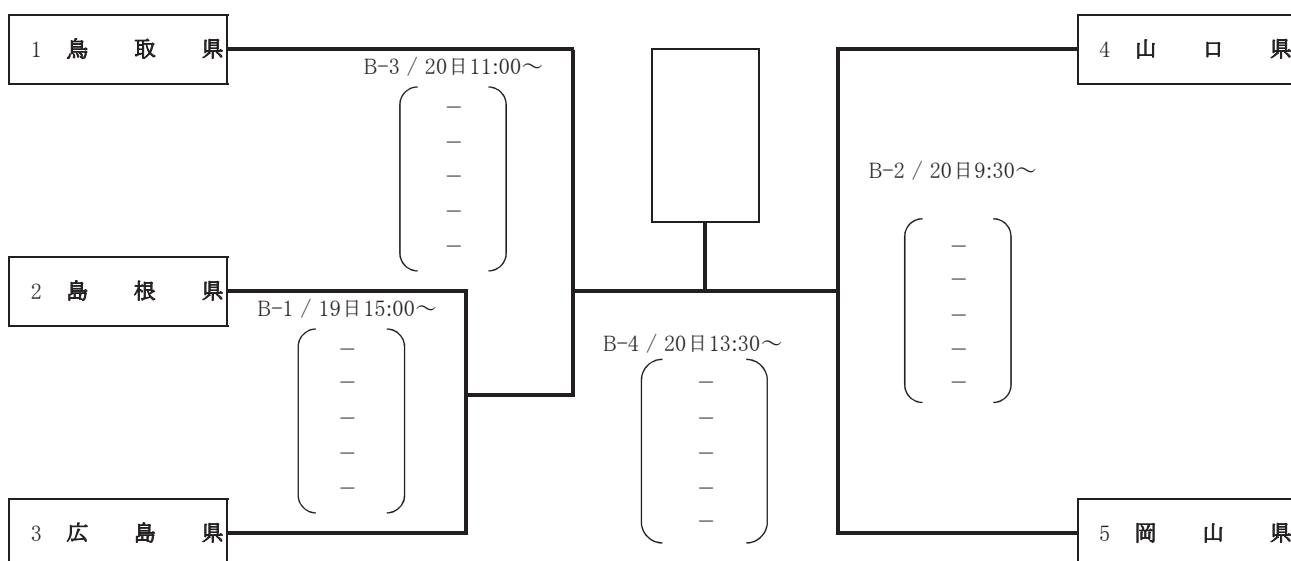 1 鳥 取 県
B-3 / 20日11:00～
－
－
－
－
－
2 島 根 県
B-1 / 19日15:00～
－
－
－
－
－
3 広 島 県
B-4 / 20日13:30～
－
－
－
－
－
4 山 口 県
B-2 / 20日9:30～
－
－
－
－
－
5 岡 山 県